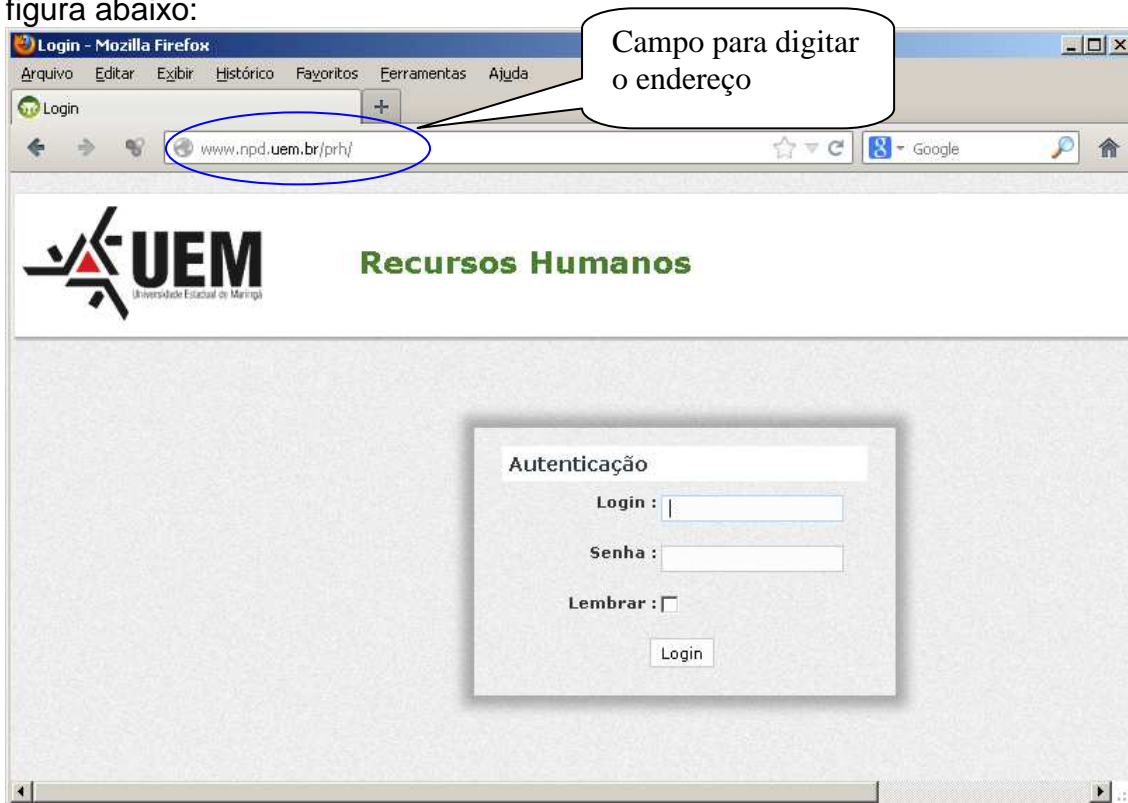 figura abaixo:
Campo para digitar
o endereço
Login - Mozilla Firefox
Arquivo Editar Exibir Histórico Favoritos Ferramentas Ajuda
Login
www.npd.uem.br/prh/
Google
UEM
Universidade Estadual de Maringá
Recursos Humanos
Autenticação
Login :
Senha :
Lembrar :
Login